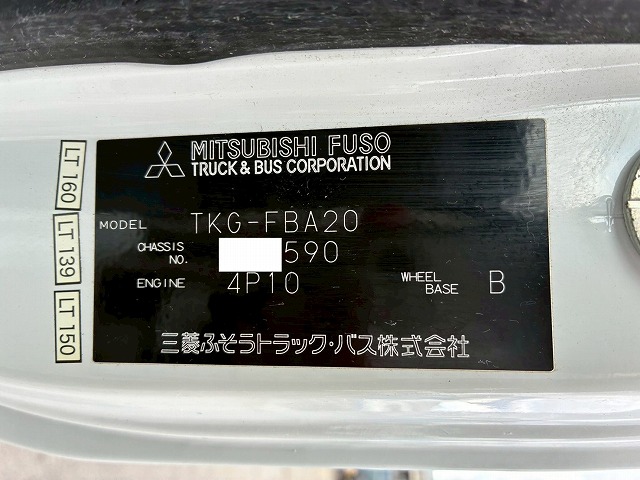 MITSUBISHI FUSO
TRUCK & BUS CORPORATION
MODEL TKG-FBA20
CHASSIS NO. 590
ENGINE 4P10 WHEEL BASE B
三菱ふそうトラック・バス株式会社
LT 160
LT 139
LT 150